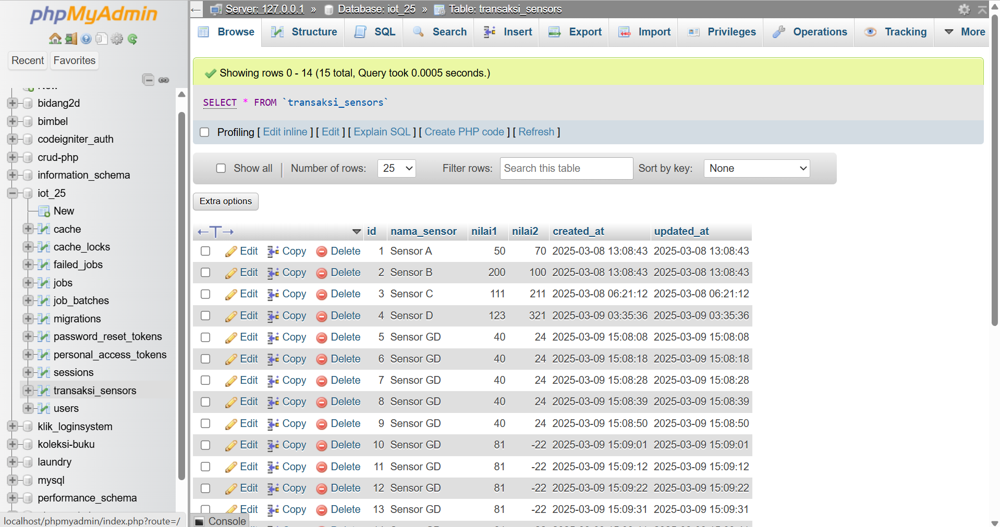 phpMyAdmin
Recent
Favorites
bidang2d
bimbel
codeigniter_auth
crud-php
information_schema
iot_25
New
cache
cache_locks
failed_jobs
jobs
job_batches
migrations
password_reset_tokens
personal_access_tokens
sessions
transaksi_sensors
users
klik_loginsystem
koleksi-buku
laundry
mysql
performance_schema
localhost/phpmyadmin/index.php?route=/
Server: 127.0.0.1 » Database: iot_25 » Table: transaksi_sensors
Browse Structure SQL Search Insert Export Import Privileges Operations Tracking More
Showing rows 0 - 14 (15 total, Query took 0.0005 seconds.)
SELECT * FROM `transaksi_sensors`
Profiling [ Edit inline ] [ Edit ] [ Explain SQL ] [ Create PHP code ] [ Refresh ]
Show all Number of rows: 25 Filter rows: Search this table Sort by key: None
Extra options
id nama_sensor nilai1 nilai2 created_at updated_at
Edit Copy Delete 1 Sensor A 50 70 2025-03-08 13:08:43 2025-03-08 13:08:43
Edit Copy Delete 2 Sensor B 200 100 2025-03-08 13:08:43 2025-03-08 13:08:43
Edit Copy Delete 3 Sensor C 111 211 2025-03-08 06:21:12 2025-03-08 06:21:12
Edit Copy Delete 4 Sensor D 123 321 2025-03-09 03:35:36 2025-03-09 03:35:36
Edit Copy Delete 5 Sensor GD 40 24 2025-03-09 15:08:08 2025-03-09 15:08:08
Edit Copy Delete 6 Sensor GD 40 24 2025-03-09 15:08:18 2025-03-09 15:08:18
Edit Copy Delete 7 Sensor GD 40 24 2025-03-09 15:08:28 2025-03-09 15:08:28
Edit Copy Delete 8 Sensor GD 40 24 2025-03-09 15:08:39 2025-03-09 15:08:39
Edit Copy Delete 9 Sensor GD 40 24 2025-03-09 15:08:50 2025-03-09 15:08:50
Edit Copy Delete 10 Sensor GD 81 -22 2025-03-09 15:09:01 2025-03-09 15:09:01
Edit Copy Delete 11 Sensor GD 81 -22 2025-03-09 15:09:12 2025-03-09 15:09:12
Edit Copy Delete 12 Sensor GD 81 -22 2025-03-09 15:09:22 2025-03-09 15:09:22
Edit Copy Delete 13 Sensor GD 81 -22 2025-03-09 15:09:31 2025-03-09 15:09:31
Console